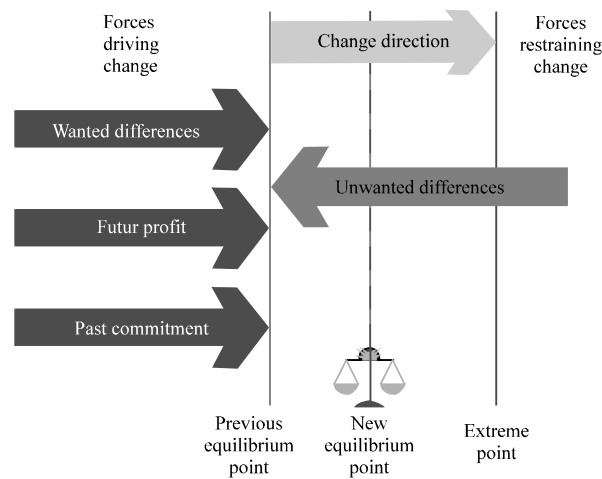 Forces
driving
change
Change direction
Forces
restraining
change
Wanted differences
Unwanted differences
Futur profit
Past commitment
Previous
equilibrium
point
New
equilibrium
point
Extreme
point